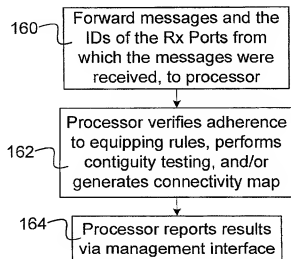 160
Forward messages and the
IDs of the Rx Ports from
which the messages were
received, to processor
162
Processor verifies adherence
to equipping rules, performs
contiguity testing, and/or
generates connectivity map
164
Processor reports results
via management interface